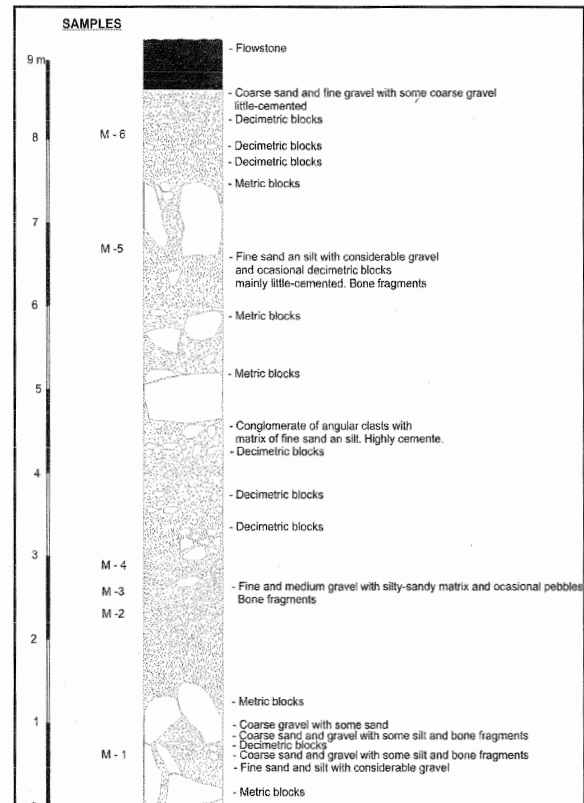 SAMPLES
- Flowstone
9 m
- Coarse sand and fine gravel with some coarse gravel
little-cemented
- Decimetric blocks
8
M - 6
- Decimetric blocks
- Decimetric blocks
- Metric blocks
7
M - 5
- Fine sand an silt with considerable gravel
and ocasional decimetric blocks
mainly little-cemented. Bone fragments
6
- Metric blocks
- Metric blocks
5
- Conglomerate of angular clasts with
matrix of fine sand an silt. Highly cemente.
- Decimetric blocks
4
- Decimetric blocks
- Decimetric blocks
3
M - 4
M - 3
- Fine and medium gravel with silty-sandy matrix and ocasional pebbles
Bone fragments
M - 2
2
- Metric blocks
1
- Coarse gravel with some sand
- Coarse sand and gravel with some silt and bone fragments
- Decimetric blocks
M - 1
- Coarse sand and gravel with some silt and bone fragments
- Fine sand and silt with considerable gravel
- Metric blocks